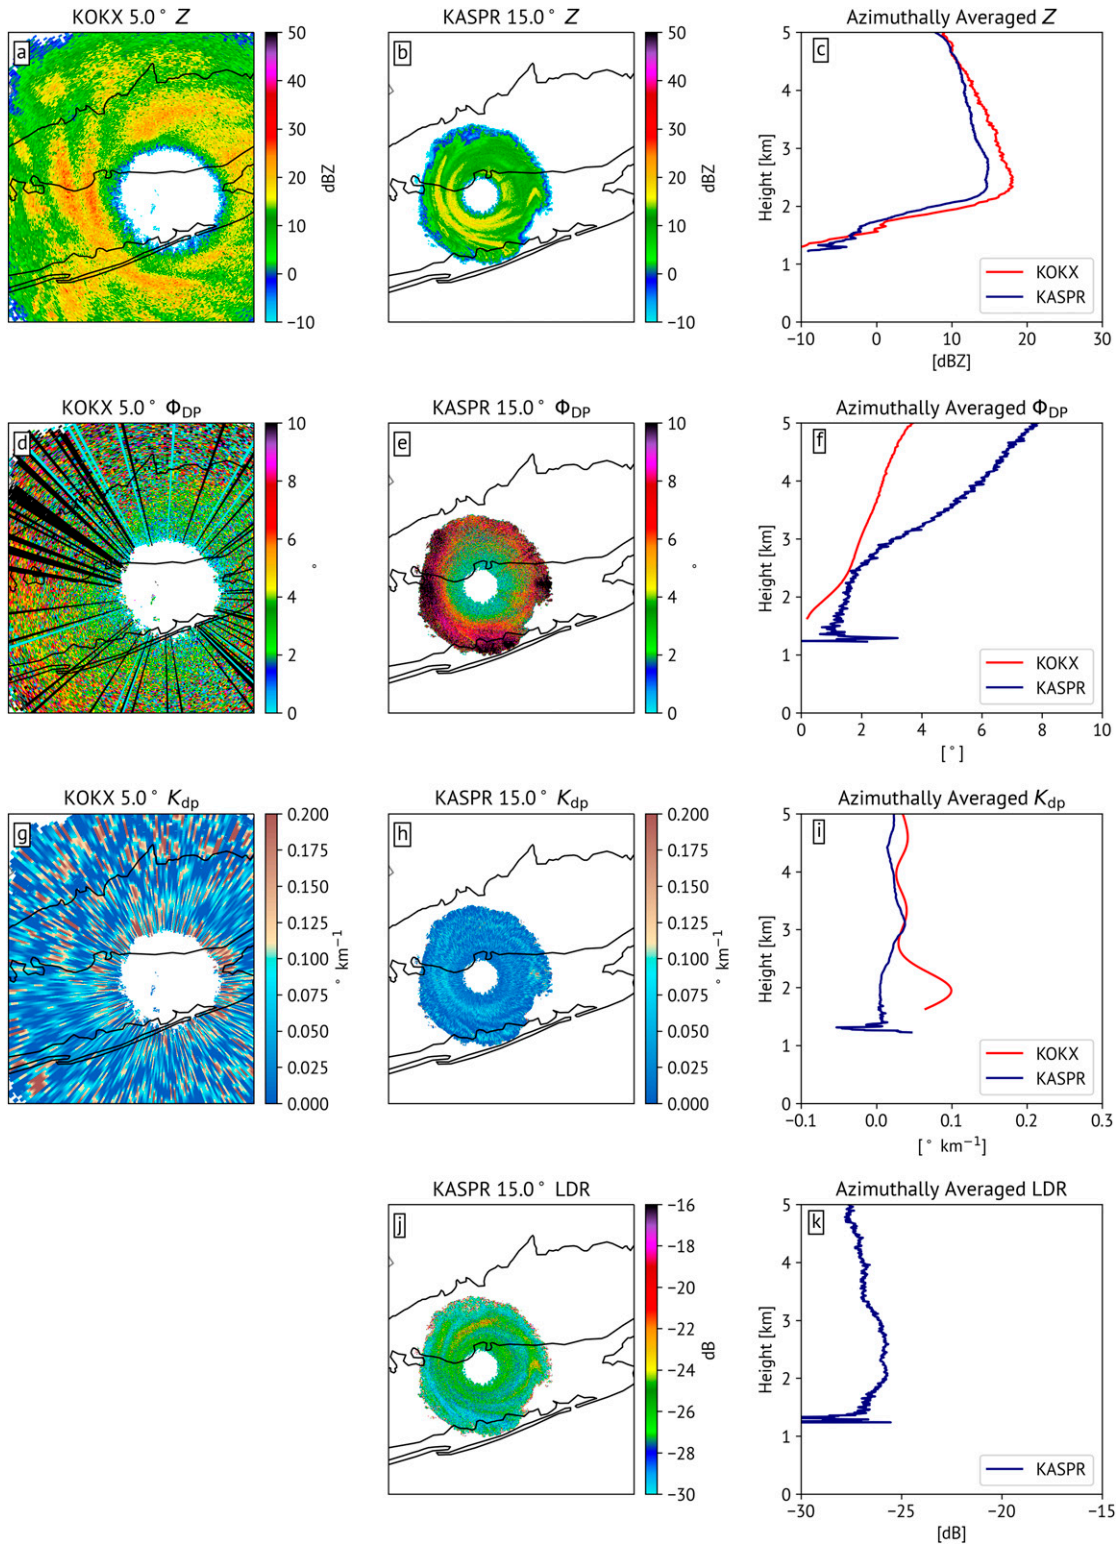 KOKX 5.0° Z
KASPR 15.0° Z
Azimuthally Averaged Z
a
50
40
30
20
10
0
−10
dBZ
b
50
40
30
20
10
0
−10
dBZ
c
5
4
3
2
1
0
Height [km]
KOKX
KASPR
−10 0 10 20 30
[dBZ]
KOKX 5.0° ΦDP
KASPR 15.0° ΦDP
Azimuthally Averaged ΦDP
d
10
8
6
4
2
0
°
e
10
8
6
4
2
0
°
f
5
4
3
2
1
0
Height [km]
KOKX
KASPR
0 2 4 6 8 10
[°]
KOKX 5.0° Kdp
KASPR 15.0° Kdp
Azimuthally Averaged Kdp
g
0.200
0.175
0.150
0.125
0.100
0.075
0.050
0.025
0.000
° km−1
h
0.200
0.175
0.150
0.125
0.100
0.075
0.050
0.025
0.000
° km−1
i
5
4
3
2
1
0
Height [km]
KOKX
KASPR
−0.1 0.0 0.1 0.2 0.3
[° km−1]
KASPR 15.0° LDR
Azimuthally Averaged LDR
j
−16
−18
−20
−22
−24
−26
−28
−30
dB
k
5
4
3
2
1
0
Height [km]
KASPR
−30 −25 −20 −15
[dB]